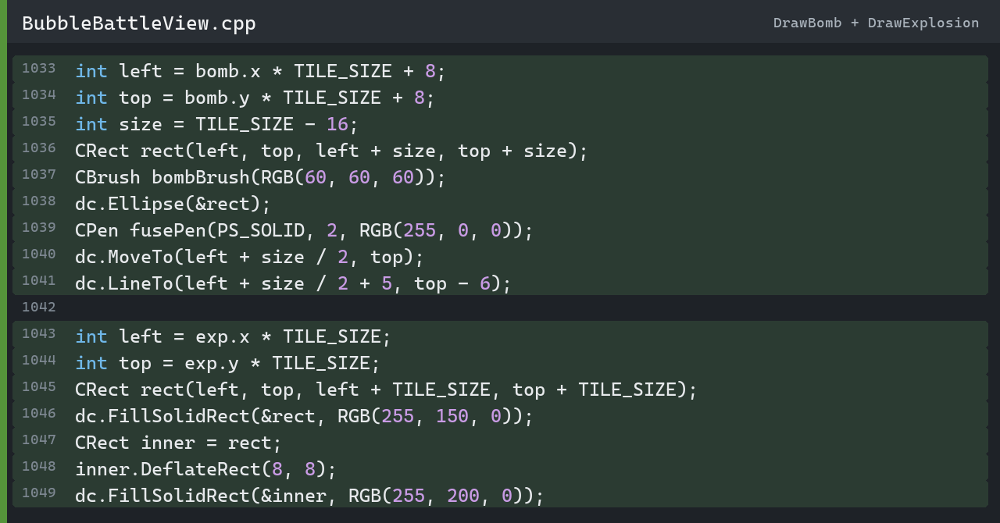 BubbleBattleView.cpp
DrawBomb + DrawExplosion
1033 int left = bomb.x * TILE_SIZE + 8;
1034 int top = bomb.y * TILE_SIZE + 8;
1035 int size = TILE_SIZE - 16;
1036 CRect rect(left, top, left + size, top + size);
1037 CBrush bombBrush(RGB(60, 60, 60));
1038 dc.Ellipse(&rect);
1039 CPen fusePen(PS_SOLID, 2, RGB(255, 0, 0));
1040 dc.MoveTo(left + size / 2, top);
1041 dc.LineTo(left + size / 2 + 5, top - 6);
1042
1043 int left = exp.x * TILE_SIZE;
1044 int top = exp.y * TILE_SIZE;
1045 CRect rect(left, top, left + TILE_SIZE, top + TILE_SIZE);
1046 dc.FillSolidRect(&rect, RGB(255, 150, 0));
1047 CRect inner = rect;
1048 inner.DeflateRect(8, 8);
1049 dc.FillSolidRect(&inner, RGB(255, 200, 0));